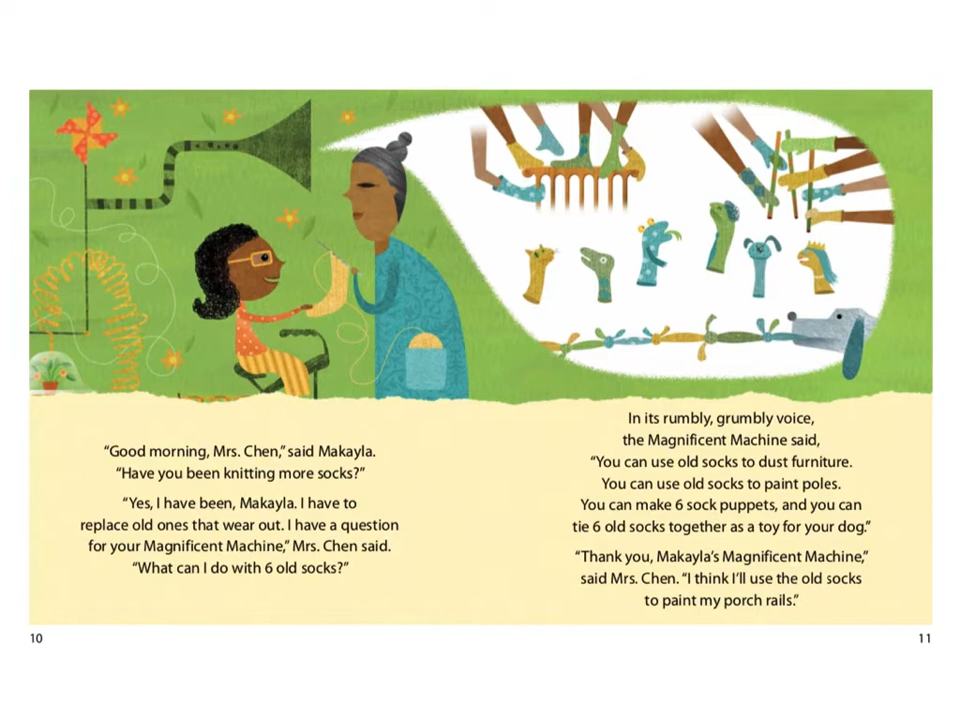 “Good morning, Mrs. Chen,” said Makayla.
“Have you been knitting more socks?”
“Yes, I have been, Makayla. I have to
replace old ones that wear out. I have a question
for your Magnificent Machine,” Mrs. Chen said.
“What can I do with 6 old socks?”
10
In its rumbly, grumbly voice,
the Magnificent Machine said,
“You can use old socks to dust furniture.
You can use old socks to paint poles.
You can make 6 sock puppets, and you can
tie 6 old socks together as a toy for your dog.”
“Thank you, Makayla’s Magnificent Machine,”
said Mrs. Chen. “I think I’ll use the old socks
to paint my porch rails.”
11